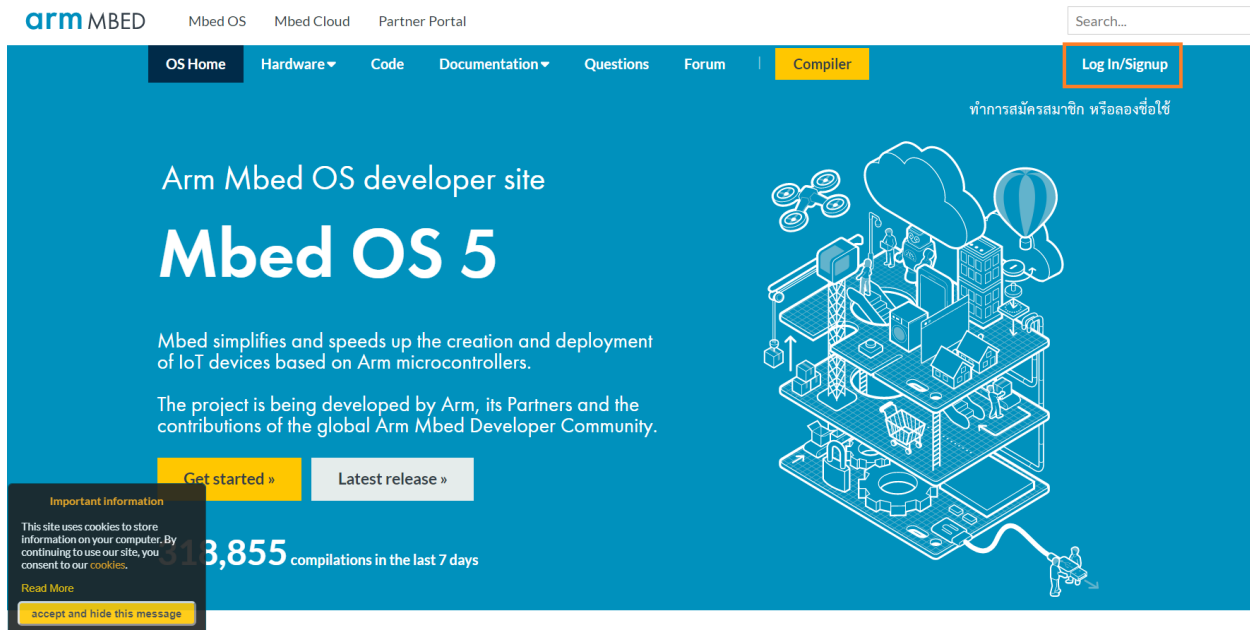 arm MBED
Mbed OS Mbed Cloud Partner Portal
Search...
OS Home Hardware Code Documentation Questions Forum | Compiler Log In/Signup
ทำการสมัครสมาชิก หรือลองชื่อใช้
Arm Mbed OS developer site
Mbed OS 5
Mbed simplifies and speeds up the creation and deployment
of IoT devices based on Arm microcontrollers.
The project is being developed by Arm, its Partners and the
contributions of the global Arm Mbed Developer Community.
Get started » Latest release »
318,855 compilations in the last 7 days
Important information
This site uses cookies to store
information on your computer. By
continuing to use our site, you
consent to our cookies.
Read More
accept and hide this message